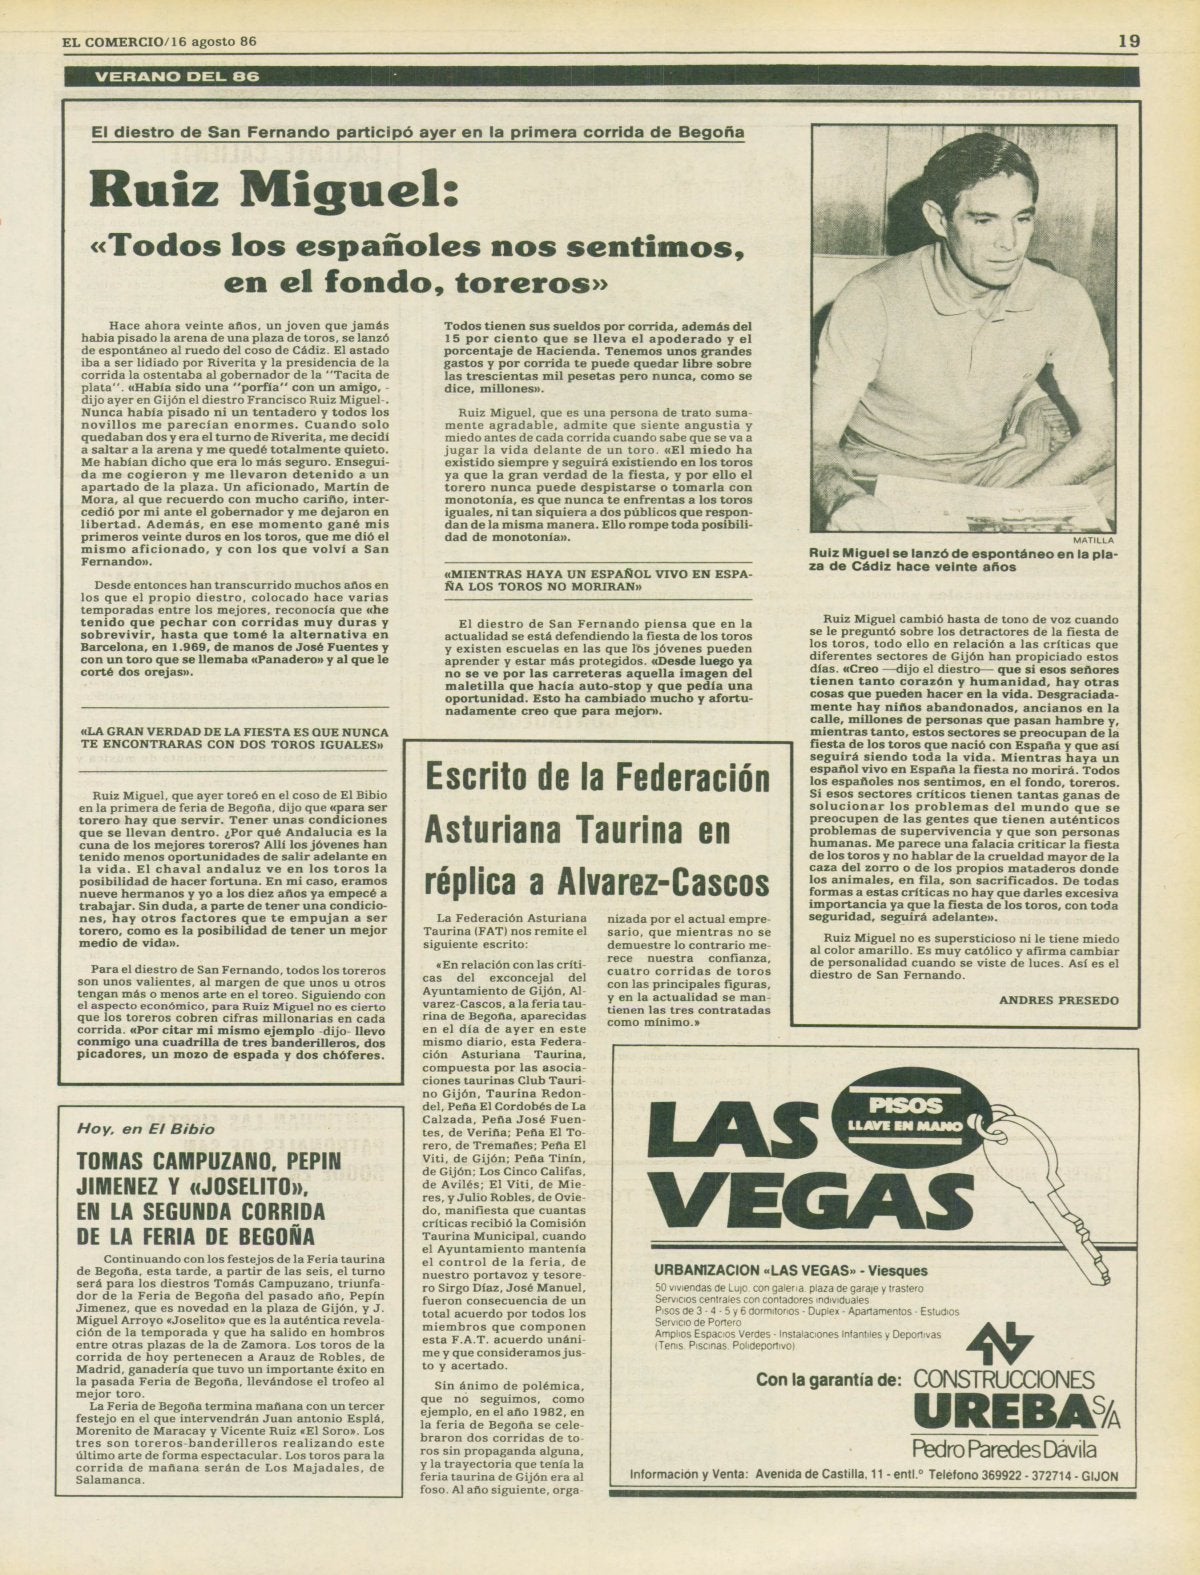 EL COMERCIO/16 agosto 86
19
VERANO DEL 86
El diestro de San Fernando participó ayer en la primera corrida de Begoña
Ruiz Miguel:
«Todos los españoles nos sentimos,
en el fondo, toreros»
Hace ahora veinte años, un joven que jamás
había pisado la arena de una plaza de toros, se lanzó
de espontáneo al ruedo del coso de Cádiz. El astado
iba a ser lidiado por Riverita y la presidencia de la
corrida la ostentaba al gobernador de la "Tacita de
plata". «Había sido una "porfía" con un amigo, -
dijo ayer en Gijón el diestro Francisco Ruiz Miguel-.
Nunca había pisado ni un tentadero y todos los
novillos me parecían enormes. Cuando solo
quedaban dos y era el turno de Riverita, me decidí
a saltar a la arena y me quedé totalmente quieto.
Me habían dicho que era lo más seguro. Ensegui-
da me cogieron y me llevaron detenido a un
apartado de la plaza. Un aficionado, Martín de
Mora, al que recuerdo con mucho cariño, inter-
cedió por mi ante el gobernador y me dejaron en
libertad. Además, en ese momento gané mis
primeros veinte duros en los toros, que me dió el
mismo aficionado, y con los que volví a San
Fernando».
Desde entonces han transcurrido muchos años en
los que el propio diestro, colocado hace varias
temporadas entre los mejores, reconocía que «he
tenido que pechar con corridas muy duras y
sobrevivir, hasta que tomé la alternativa en
Barcelona, en 1.969, de manos de José Fuentes y
con un toro que se llamaba «Panadero» y al que le
corté dos orejas».
«LA GRAN VERDAD DE LA FIESTA ES QUE NUNCA
TE ENCONTRARAS CON DOS TOROS IGUALES»
Ruiz Miguel, que ayer toreó en el coso de El Bibio
en la primera de feria de Begoña, dijo que «para ser
torero hay que servir. Tener unas condiciones
que se llevan dentro. ¿Por qué Andalucia es la
cuna de los mejores toreros? Allí los jóvenes han
tenido menos oportunidades de salir adelante en
la vida. El chaval andaluz ve en los toros la
posibilidad de hacer fortuna. En mi caso, eramos
nueve hermanos y yo a los diez años ya empecé a
trabajar. Sin duda, a parte de tener una condicio-
nes, hay otros factores que te empujan a ser
torero, como es la posibilidad de tener un mejor
medio de vida».
Para el diestro de San Fernando, todos los toreros
son unos valientes, al margen de que unos u otros
tengan más o menos arte en el toreo. Siguiendo con
el aspecto económico, para Ruiz Miguel no es cierto
que los toreros cobren cifras millonarias en cada
corrida. «Por citar mi mismo ejemplo -dijo- llevo
conmigo una cuadrilla de tres banderilleros, dos
picadores, un mozo de espada y dos chóferes.
Todos tienen sus sueldos por corrida, además del
15 por ciento que se lleva el apoderado y el
porcentaje de Hacienda. Tenemos unos grandes
gastos y por corrida te puede quedar libre sobre
las trescientas mil pesetas pero nunca, como se
dice, millones».
Ruiz Miguel, que es una persona de trato suma-
mente agradable, admite que siente angustia y
miedo antes de cada corrida cuando sabe que se va a
jugar la vida delante de un toro. «El miedo ha
existido siempre y seguirá existiendo en los toros
ya que la gran verdad de la fiesta, y por ello el
torero nunca puede despistarse o tomarla con
monotonía, es que nunca te enfrentas a los toros
iguales, ni tan siquiera a dos públicos que respon-
dan de la misma manera. Ello rompe toda posibili-
dad de monotonía».
«MIENTRAS HAYA UN ESPAÑOL VIVO EN ESPA-
ÑA LOS TOROS NO MORIRAN»
El diestro de San Fernando piensa que en la
actualidad se está defendiendo la fiesta de los toros
y existen escuelas en las que los jóvenes pueden
aprender y estar más protegidos. «Desde luego ya
no se ve por las carreteras aquella imagen del
maletilla que hacía auto-stop y que pedía una
oportunidad. Esto ha cambiado mucho y afortu-
nadamente creo que para mejor».
MATILLA
Ruiz Miguel se lanzó de espontáneo en la pla-
za de Cádiz hace veinte años
Ruiz Miguel cambió hasta de tono de voz cuando
se le preguntó sobre los detractores de la fiesta de
los toros, todo ello en relación a las críticas que
diferentes sectores de Gijón han propiciado estos
días. «Creo —dijo el diestro— que si esos señores
tienen tanto corazón y humanidad, hay otras
cosas que pueden hacer en la vida. Desgraciada-
mente hay niños abandonados, ancianos en la
calle, millones de personas que pasan hambre y,
mientras tanto, estos sectores se preocupan de la
fiesta de los toros que nació con España y que así
seguirá siendo toda la vida. Mientras haya un
español vivo en España la fiesta no morirá. Todos
los españoles nos sentimos, en el fondo, toreros.
Si esos sectores críticos tienen tantas ganas de
solucionar los problemas del mundo que se
preocupen de las gentes que tienen auténticos
problemas de supervivencia y que son personas
humanas. Me parece una falacia criticar la fiesta
de los toros y no hablar de la crueldad mayor de la
caza del zorro o de los propios mataderos donde
los animales, en fila, son sacrificados. De todas
formas a estas críticas no hay que darles excesiva
importancia ya que la fiesta de los toros, con toda
seguridad, seguirá adelante».
Ruiz Miguel no es supersticioso ni le tiene miedo
al color amarillo. Es muy católico y afirma cambiar
de personalidad cuando se viste de luces. Así es el
diestro de San Fernando.
ANDRES PRESEDO
Escrito de la Federación
Asturiana Taurina en
réplica a Alvarez-Cascos
La Federación Asturiana
Taurina (FAT) nos remite el
siguiente escrito:
«En relación con las críti-
cas del exconcejal del
Ayuntamiento de Gijón, Al-
varez-Cascos, a la feria tau-
rina de Begoña, aparecidas
en el día de ayer en este
mismo diario, esta Federa-
ción Asturiana Taurina,
compuesta por las asocia-
ciones taurinas Club Tauri-
no Gijón, Taurina Redon-
del, Peña El Cordobés de La
Calzada, Peña José Fuen-
tes, de Veriña; Peña El To-
rero, de Tremañes; Peña El
Viti, de Gijón; Peña Tinín,
de Gijón; Los Cinco Califas,
de Avilés; El Viti, de Mie-
res, y Julio Robles, de Ovie-
do, manifiesta que cuantas
críticas recibió la Comisión
Taurina Municipal, cuando
el Ayuntamiento mantenía
el control de la feria, de
nuestro portavoz y tesore-
ro Sirgo Díaz, José Manuel,
fueron consecuencia de un
total acuerdo por todos los
miembros que componen
esta F.A.T. acuerdo unáni-
me y que consideramos jus-
to y acertado.
Sin ánimo de polémica,
que no seguimos, como
ejemplo, en el año 1982, en
la feria de Begoña se cele-
braron dos corridas de to-
ros sin propaganda alguna,
y la trayectoria que tenía la
feria taurina de Gijón era al
foso. Al año siguiente, orga-
nizada por el actual empre-
sario, que mientras no se
demuestre lo contrario me-
rece nuestra confianza,
cuatro corridas de toros
con las principales figuras,
y en la actualidad se man-
tienen las tres contratadas
como mínimo.»
Hoy, en El Bibio
TOMAS CAMPUZANO, PEPIN
JIMENEZ Y «JOSELITO»,
EN LA SEGUNDA CORRIDA
DE LA FERIA DE BEGOÑA
Continuando con los festejos de la Feria taurina
de Begoña, esta tarde, a partir de las seis, el turno
será para los diestros Tomás Campuzano, triunfa-
dor de la Feria de Begoña del pasado año, Pepín
Jimenez, que es novedad en la plaza de Gijón, y J.
Miguel Arroyo «Joselito» que es la auténtica revela-
ción de la temporada y que ha salido en hombros
entre otras plazas de la de Zamora. Los toros de la
corrida de hoy pertenecen a Arauz de Robles, de
Madrid, ganadería que tuvo un importante éxito en
la pasada Feria de Begoña, llevándose el trofeo al
mejor toro.
La Feria de Begoña termina mañana con un tercer
festejo en el que intervendrán Juan antonio Esplá,
Morenito de Maracay y Vicente Ruiz «El Soro». Los
tres son toreros-banderilleros realizando este
último arte de forma espectacular. Los toros para la
corrida de mañana serán de Los Majadales, de
Salamanca.
LAS
VEGAS
PISOS
LLAVE EN MANO
URBANIZACION «LAS VEGAS» - Viesques
50 viviendas de Lujo, con galería, plaza de garaje y trastero
Servicios centrales con contadores individuales
Pisos de 3 - 4 - 5 y 6 dormitorios - Duplex - Apartamentos - Estudios
Servicio de Portero
Amplios Espacios Verdes - Instalaciones Infantiles y Deportivas
(Tenis, Piscinas, Polideportivo)
Con la garantía de: CONSTRUCCIONES
UREBA S/A
Pedro Paredes Dávila
Información y Venta: Avenida de Castilla, 11 - entl.º Teléfono 369922 - 372714 - GIJON